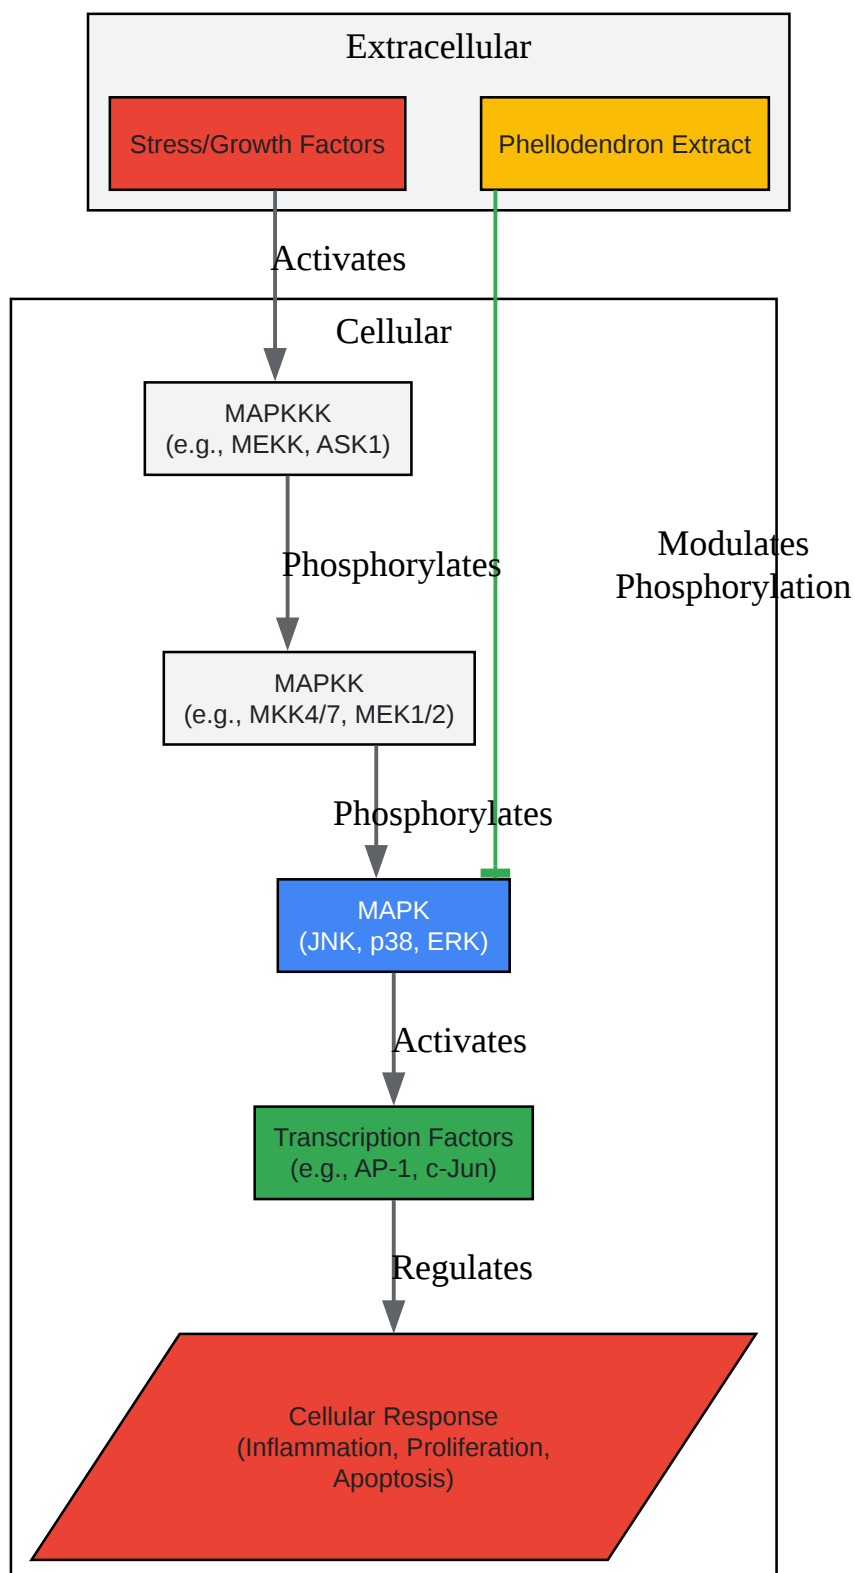 Extracellular
Stress/Growth Factors
Phellodendron Extract
Activates
Cellular
MAPKKK
(e.g., MEKK, ASK1)
Modulates
Phosphorylation
Phosphorylates
MAPKK
(e.g., MKK4/7, MEK1/2)
Phosphorylates
MAPK
(JNK, p38, ERK)
Activates
Transcription Factors
(e.g., AP-1, c-Jun)
Regulates
Cellular Response
(Inflammation, Proliferation,
Apoptosis)